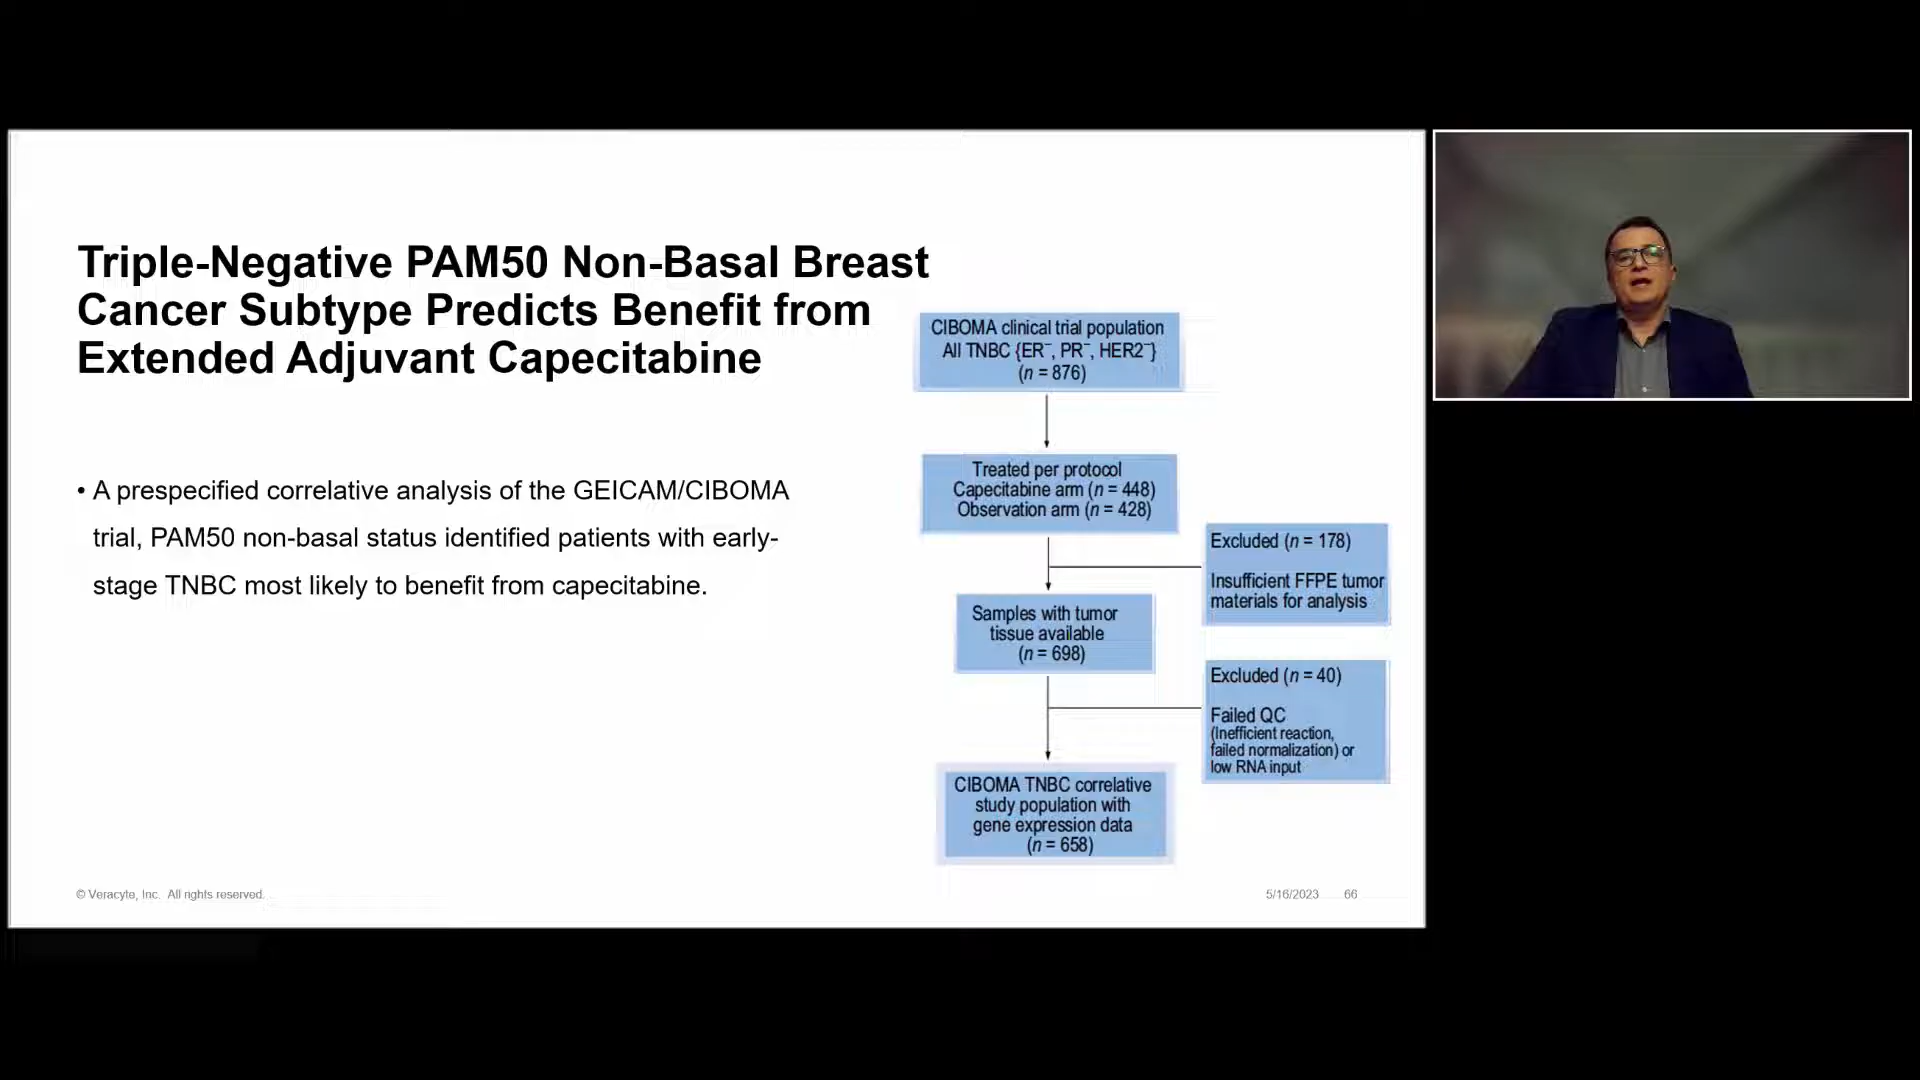 Triple-Negative PAM50 Non-Basal Breast
Cancer Subtype Predicts Benefit from
Extended Adjuvant Capecitabine
• A prespecified correlative analysis of the GEICAM/CIBOMA
trial, PAM50 non-basal status identified patients with early-
stage TNBC most likely to benefit from capecitabine.
CIBOMA clinical trial population
All TNBC {ER⁻, PR⁻, HER2⁻}
(n = 876)
Treated per protocol
Capecitabine arm (n = 448)
Observation arm (n = 428)
Excluded (n = 178)
Insufficient FFPE tumor
materials for analysis
Samples with tumor
tissue available
(n = 698)
Excluded (n = 40)
Failed QC
(Inefficient reaction,
failed normalization) or
low RNA input
CIBOMA TNBC correlative
study population with
gene expression data
(n = 658)
© Veracyte, Inc. All rights reserved.
5/16/2023 66